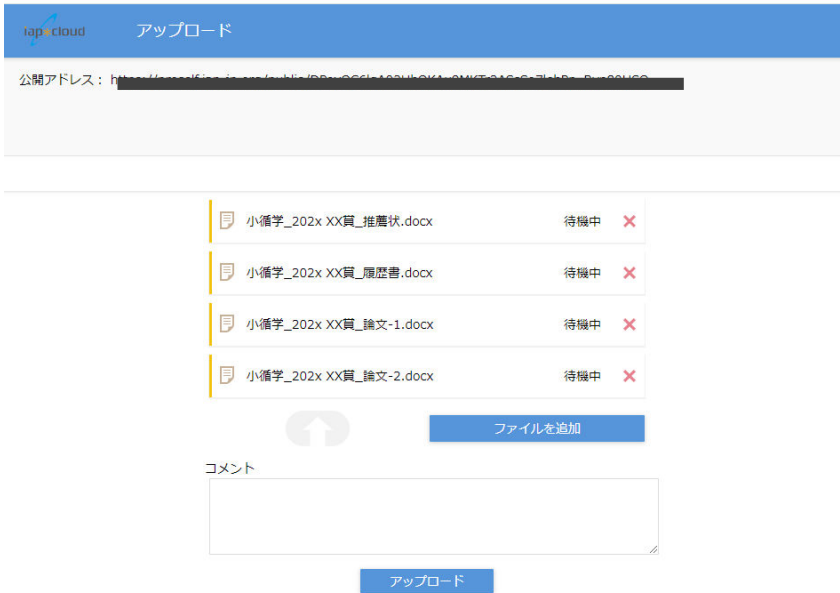 iapxcloud
アップロード
公開アドレス：
小循学_202x XX賞_推薦状.docx 待機中
小循学_202x XX賞_履歴書.docx 待機中
小循学_202x XX賞_論文-1.docx 待機中
小循学_202x XX賞_論文-2.docx 待機中
ファイルを追加
コメント
アップロード